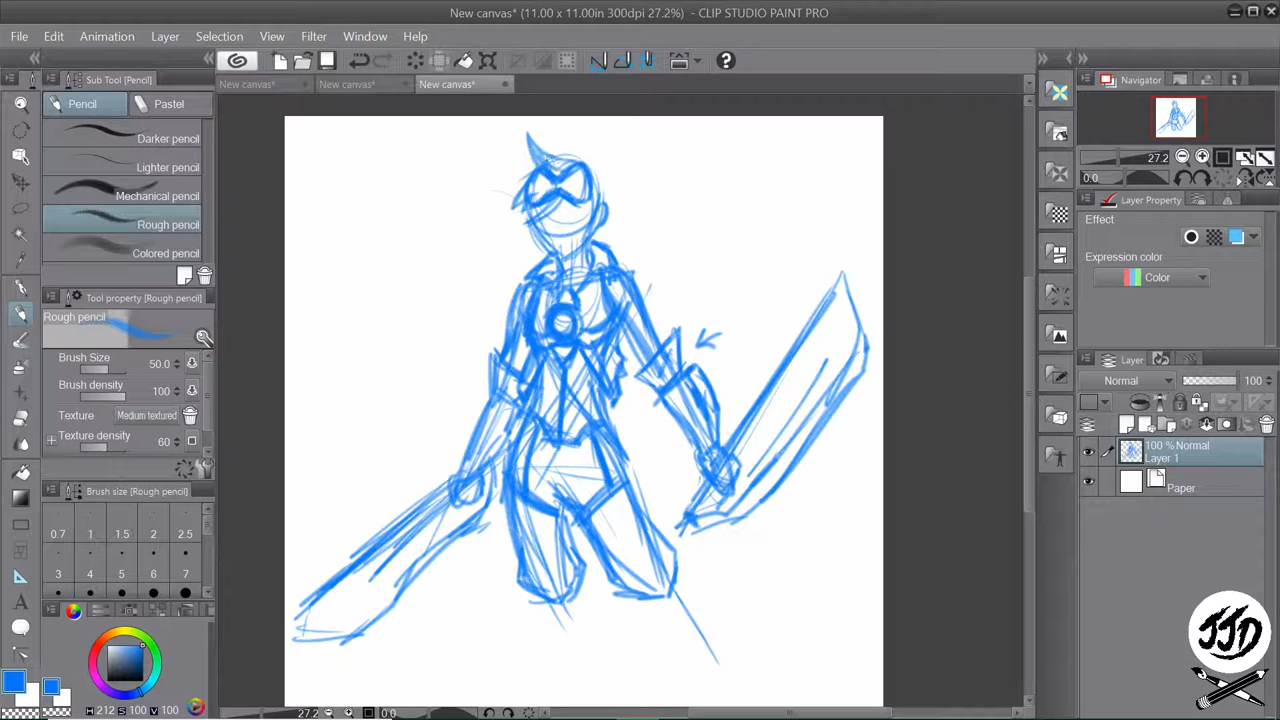 New canvas* (11.00 x 11.00in 300dpi 27.2%) - CLIP STUDIO PAINT PRO
File Edit Animation Layer Selection View Filter Window Help
Sub Tool [Pencil]
New canvas* New canvas* New canvas*
Navigator
Pencil Pastel
Darker pencil
Lighter pencil
Mechanical pencil
Rough pencil
Colored pencil
27.2
0.0
Layer Property
Effect
Expression color
Color
Tool property [Rough pencil]
Rough pencil
Brush Size 50.0
Brush density 100
Texture Medium textured
Texture density 60
Layer
Normal 100
100 % Normal
Layer 1
Paper
Brush size [Rough pencil]
0.7 1 1.5 2 2.5
3 4 5 6 7
JJD
H 212 S 100 V 100
27.2 0.0